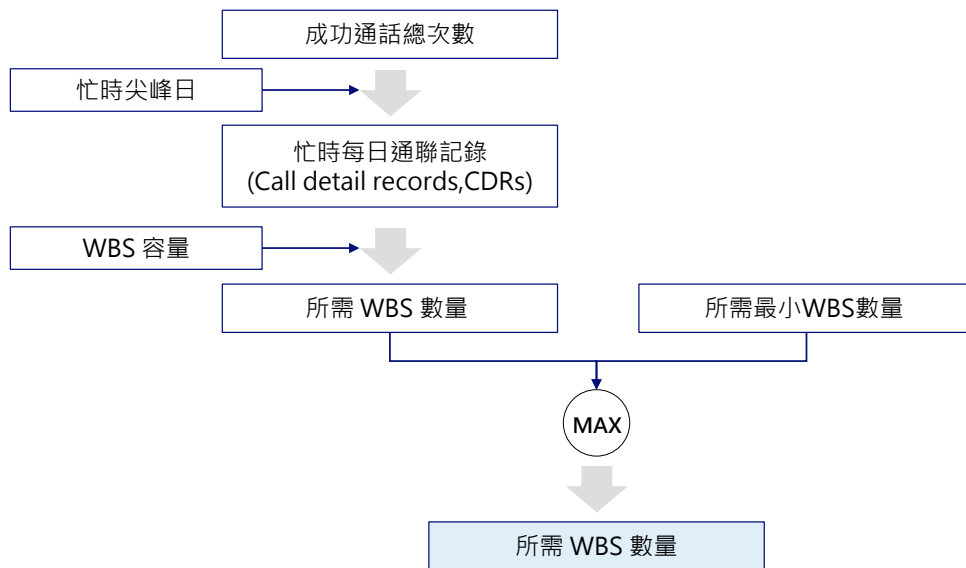 成功通話總次數
忙時尖峰日
忙時每日通聯記錄
(Call detail records,CDRs)
WBS 容量
所需 WBS 數量
所需最小WBS數量
MAX
所需 WBS 數量